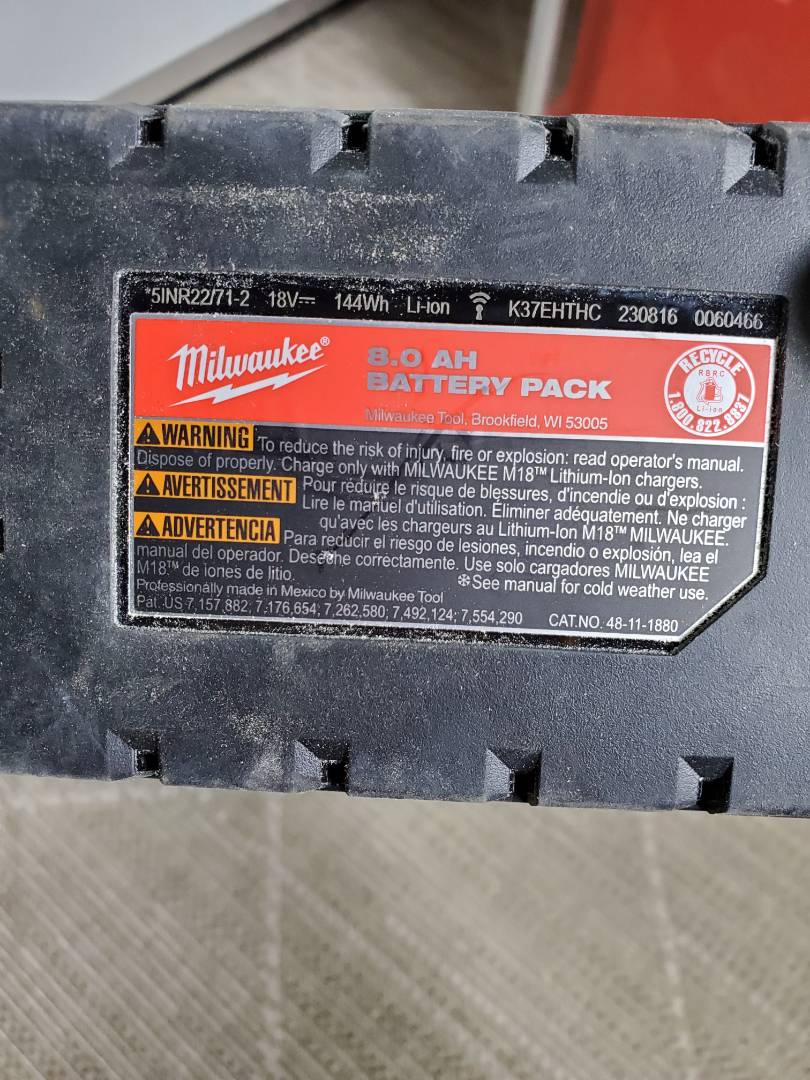 *5INR22/71-2 18V⎓ 144Wh Li-ion K37EHTHC 230816 0060466
Milwaukee®
8.0 AH
BATTERY PACK
Milwaukee Tool, Brookfield, WI 53005
RECYCLE
RBRC
Li-ion
1.800.822.8837
WARNING To reduce the risk of injury, fire or explosion: read operator's manual.
Dispose of properly. Charge only with MILWAUKEE M18™ Lithium-Ion chargers.
AVERTISSEMENT Pour réduire le risque de blessures, d'incendie ou d'explosion :
Lire le manuel d'utilisation. Éliminer adéquatement. Ne charger
qu'avec les chargeurs au Lithium-Ion M18™ MILWAUKEE.
ADVERTENCIA Para reducir el riesgo de lesiones, incendio o explosión, lea el
manual del operador. Deseche correctamente. Use solo cargadores MILWAUKEE
M18™ de iones de litio.
❄See manual for cold weather use.
Professionally made in Mexico by Milwaukee Tool
Pat. US 7,157,882; 7,176,654; 7,262,580; 7,492,124; 7,554,290 CAT.NO. 48-11-1880